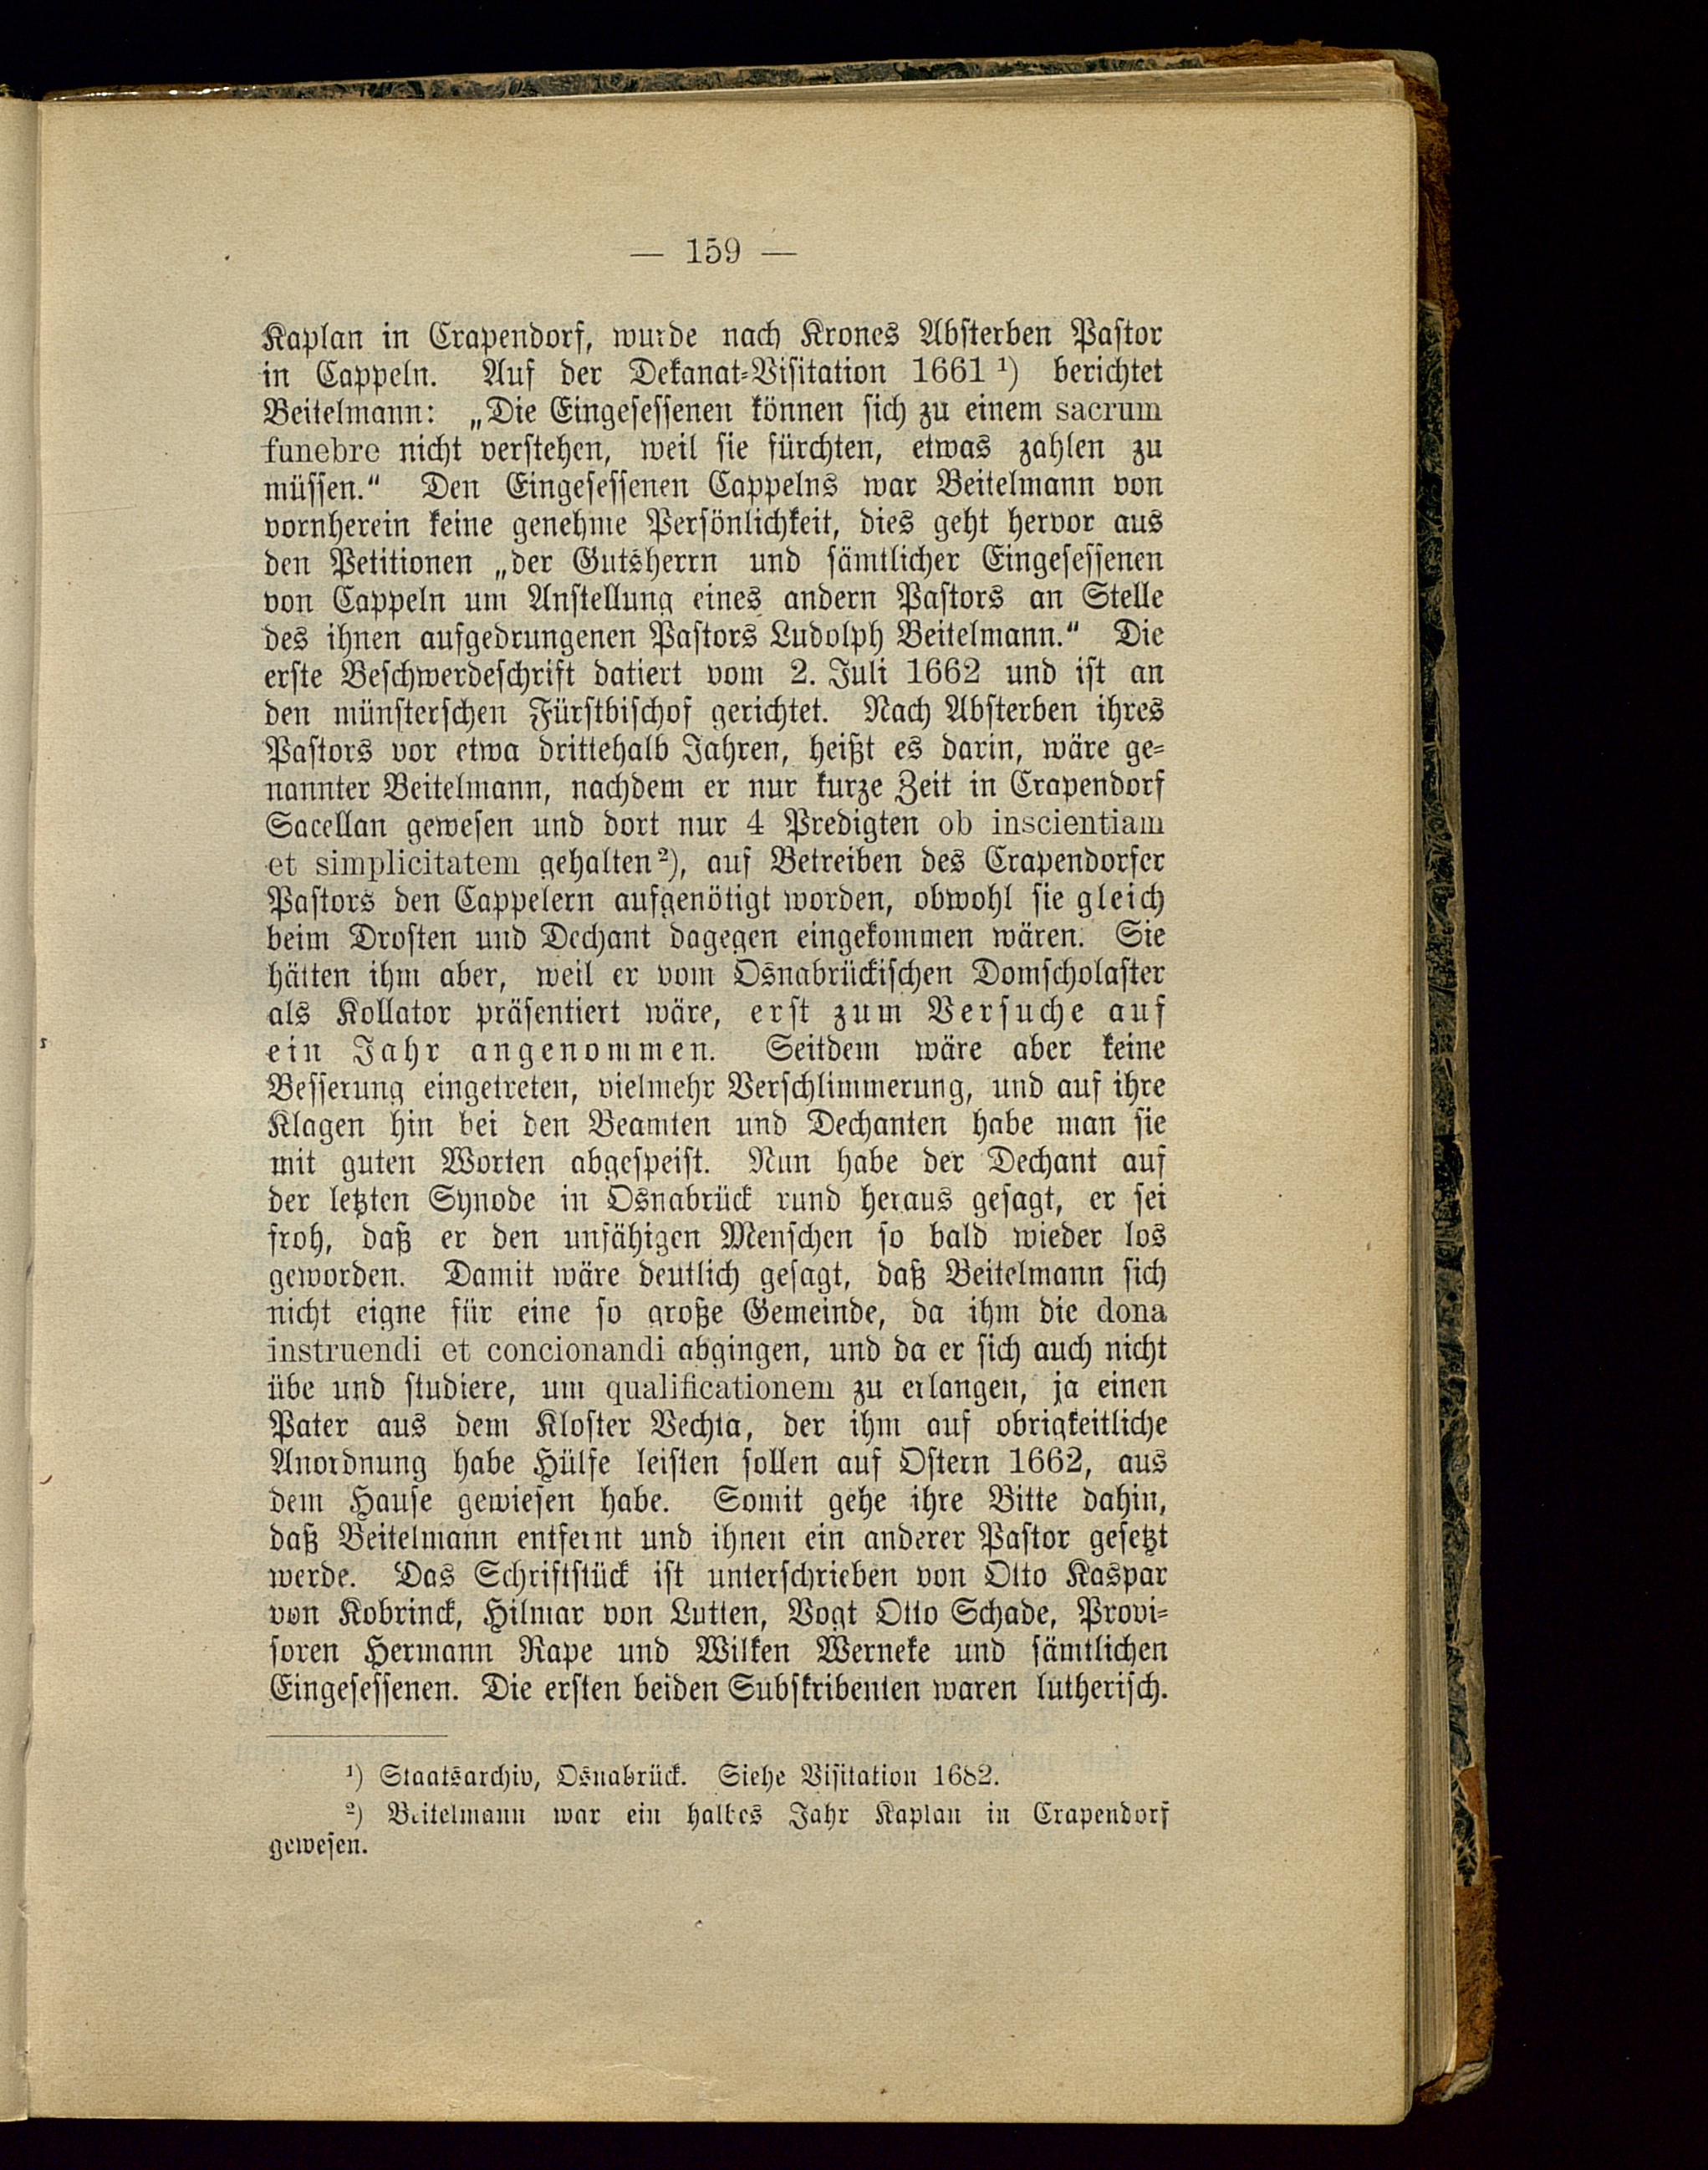 — 159 —
Kaplan in Crapendorf, wurde nach Krones Absterben Pastor
in Cappeln. Auf der Dekanat-Visitation 1661 ¹) berichtet
Beitelmann: „Die Eingesessenen können sich zu einem sacrum
funebre nicht verstehen, weil sie fürchten, etwas zahlen zu
müssen.“ Den Eingesessenen Cappelns war Beitelmann von
vornherein keine genehme Persönlichkeit, dies geht hervor aus
den Petitionen „der Gutsherrn und sämtlicher Eingesessenen
von Cappeln um Anstellung eines andern Pastors an Stelle
des ihnen aufgedrungenen Pastors Ludolph Beitelmann.“ Die
erste Beschwerdeschrift datiert vom 2. Juli 1662 und ist an
den münsterschen Fürstbischof gerichtet. Nach Absterben ihres
Pastors vor etwa drittehalb Jahren, heißt es darin, wäre ge-
nannter Beitelmann, nachdem er nur kurze Zeit in Crapendorf
Sacellan gewesen und dort nur 4 Predigten ob inscientiam
et simplicitatem gehalten ²), auf Betreiben des Crapendorfer
Pastors den Cappelern aufgenötigt worden, obwohl sie gleich
beim Drosten und Dechant dagegen eingekommen wären. Sie
hätten ihm aber, weil er vom Osnabrückischen Domscholaster
als Kollator präsentiert wäre, erst zum Versuche auf
ein Jahr angenommen. Seitdem wäre aber keine
Besserung eingetreten, vielmehr Verschlimmerung, und auf ihre
Klagen hin bei den Beamten und Dechanten habe man sie
mit guten Worten abgespeist. Nun habe der Dechant auf
der letzten Synode in Osnabrück rund heraus gesagt, er sei
froh, daß er den unfähigen Menschen so bald wieder los
geworden. Damit wäre deutlich gesagt, daß Beitelmann sich
nicht eigne für eine so große Gemeinde, da ihm die dona
instruendi et concionandi abgingen, und da er sich auch nicht
übe und studiere, um qualificationem zu erlangen, ja einen
Pater aus dem Kloster Vechta, der ihm auf obrigkeitliche
Anordnung habe Hülfe leisten sollen auf Ostern 1662, aus
dem Hause gewiesen habe. Somit gehe ihre Bitte dahin,
daß Beitelmann entfernt und ihnen ein anderer Pastor gesetzt
werde. Das Schriftstück ist unterschrieben von Otto Kaspar
von Kobrinck, Hilmar von Lutten, Vogt Otto Schade, Provi-
soren Hermann Rape und Wilken Werneke und sämtlichen
Eingesessenen. Die ersten beiden Subskribenten waren lutherisch.
¹) Staatsarchiv, Osnabrück. Siehe Visitation 1682.
²) Beitelmann war ein halbes Jahr Kaplan in Crapendorf
gewesen.